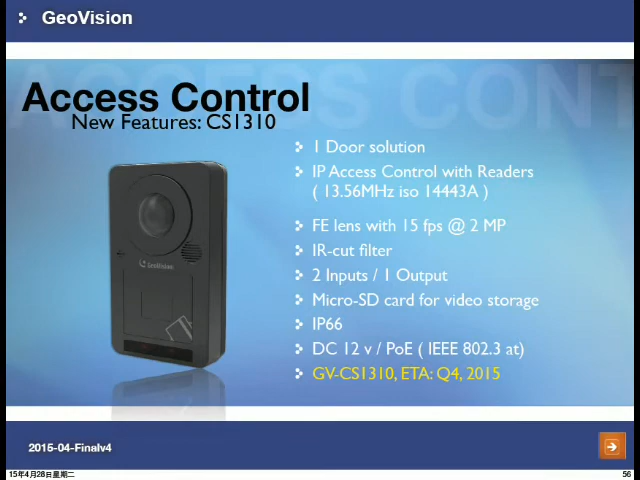 GeoVision
ACCESS CONT
Access Control
New Features: CS1310
1 Door solution
IP Access Control with Readers
( 13.56MHz iso 14443A )
FE lens with 15 fps @ 2 MP
IR-cut filter
2 Inputs / 1 Output
Micro-SD card for video storage
IP66
DC 12 v / PoE ( IEEE 802.3 at)
GV-CS1310, ETA: Q4, 2015
GeoVision
2015-04-Finalv4
15年4月28日星期二
56